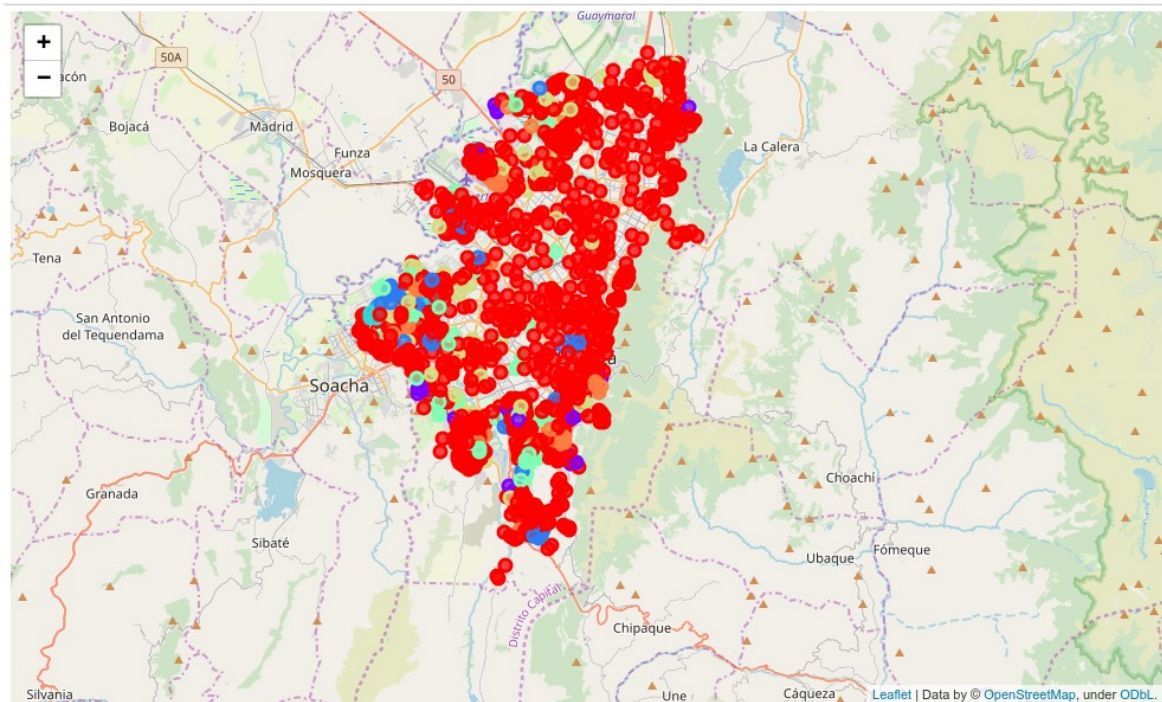 Guaymaral
+
−
50A
50
Bojacá
Madrid
Funza
Mosquera
La Calera
Tena
San Antonio
del Tequendama
Soacha
a
Granada
Choachí
Sibaté
Ubaque
Fómeque
Distrito Capital
Chipaque
Silvania
Une
Cáqueza
Leaflet | Data by © OpenStreetMap, under ODbL.